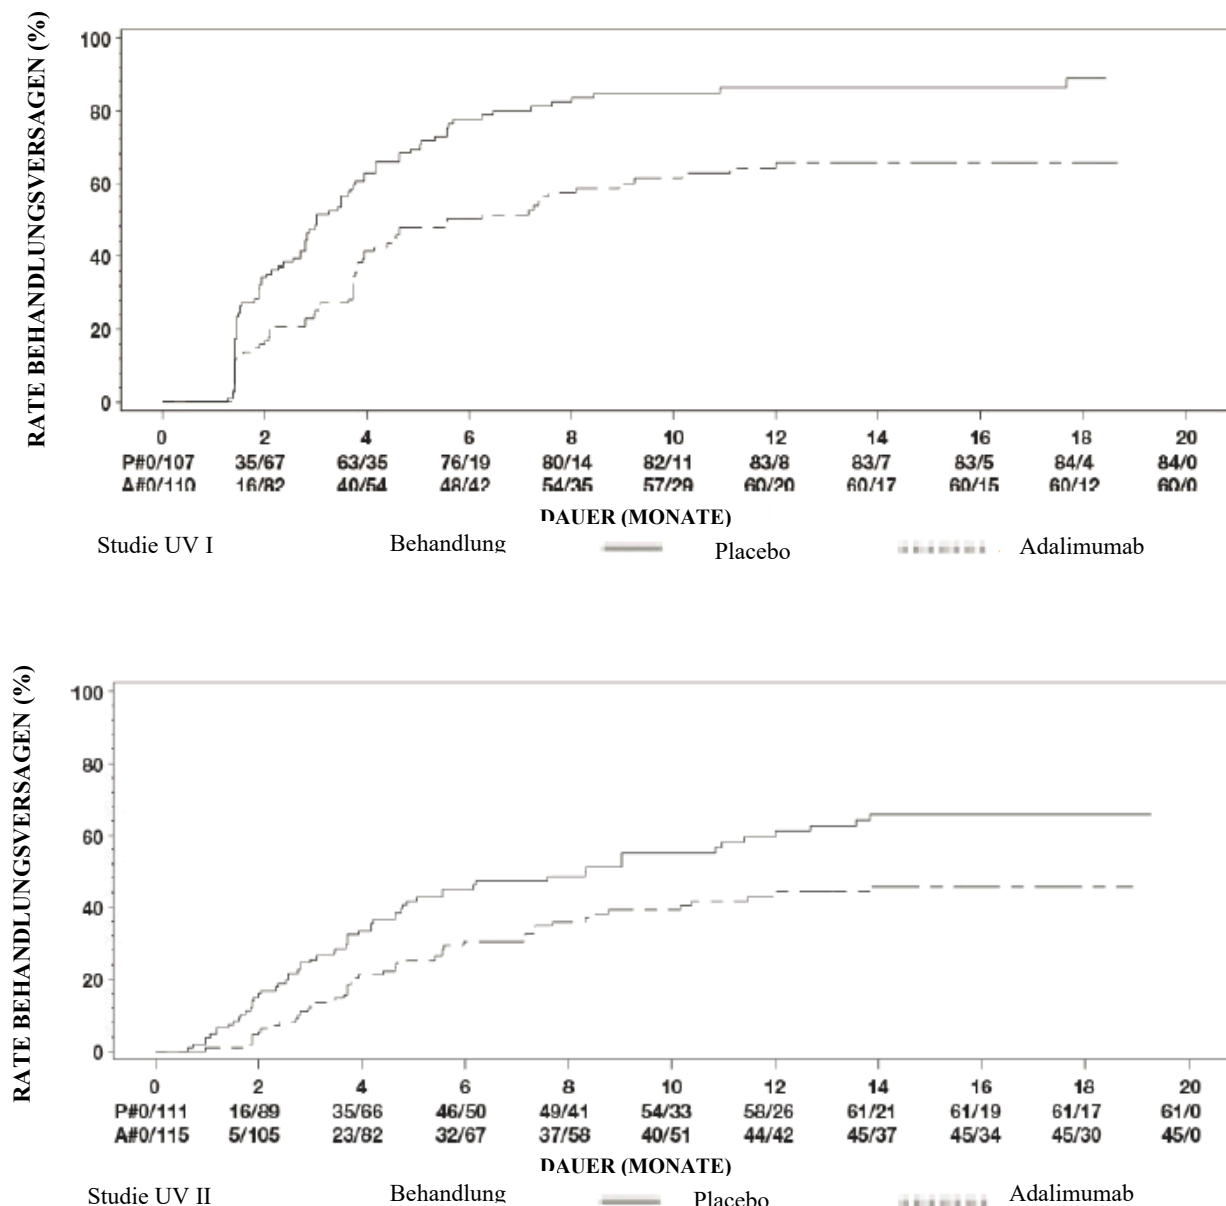 RATE BEHANDLUNGSVERSAGEN (%)
100
80
60
40
20
0
0 2 4 6 8 10 12 14 16 18 20
P#0/107 35/67 63/35 76/19 80/14 82/11 83/8 83/7 83/5 84/4 84/0
A#0/110 16/82 40/54 48/42 54/35 57/29 60/20 60/17 60/15 60/12 60/0
DAUER (MONATE)
Studie UV I Behandlung Placebo Adalimumab
RATE BEHANDLUNGSVERSAGEN (%)
100
80
60
40
20
0
0 2 4 6 8 10 12 14 16 18 20
P#0/111 16/89 35/66 46/50 49/41 54/33 58/26 61/21 61/19 61/17 61/0
A#0/115 5/105 23/82 32/67 37/58 40/51 44/42 45/37 45/34 45/30 45/0
DAUER (MONATE)
Studie UV II Behandlung Placebo Adalimumab